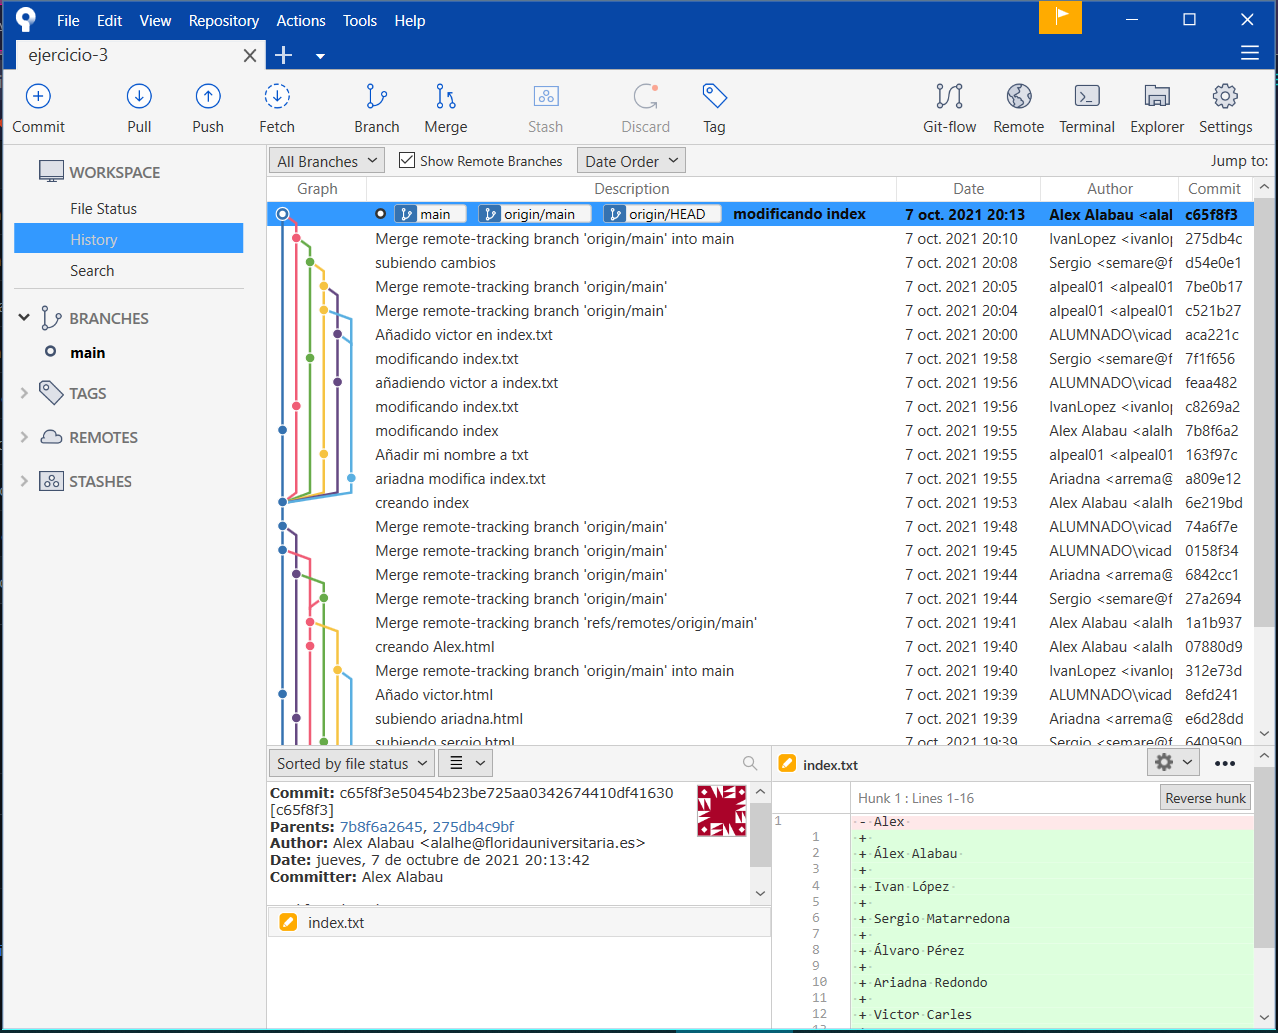 File Edit View Repository Actions Tools Help
ejercicio-3
Commit Pull Push Fetch Branch Merge Stash Discard Tag Git-flow Remote Terminal Explorer Settings
WORKSPACE
File Status
History
Search
BRANCHES
main
TAGS
REMOTES
STASHES
All Branches Show Remote Branches Date Order Jump to:
Graph Description Date Author Commit
main origin/main origin/HEAD modificando index 7 oct. 2021 20:13 Alex Alabau <alal c65f8f3
Merge remote-tracking branch 'origin/main' into main 7 oct. 2021 20:10 IvanLopez <ivanlop 275db4c
subiendo cambios 7 oct. 2021 20:08 Sergio <semare@f d54e0e1
Merge remote-tracking branch 'origin/main' 7 oct. 2021 20:05 alpeal01 <alpeal01 7be0b17
Merge remote-tracking branch 'origin/main' 7 oct. 2021 20:04 alpeal01 <alpeal01 c521b27
Añadido victor en index.txt 7 oct. 2021 20:00 ALUMNADO\vicad aca221c
modificando index.txt 7 oct. 2021 19:58 Sergio <semare@f 7f1f656
añadiendo victor a index.txt 7 oct. 2021 19:56 ALUMNADO\vicad feaa482
modificando index.txt 7 oct. 2021 19:56 IvanLopez <ivanlop c8269a2
modificando index 7 oct. 2021 19:55 Alex Alabau <alalh 7b8f6a2
Añadir mi nombre a txt 7 oct. 2021 19:55 alpeal01 <alpeal01 163f97c
ariadna modifica index.txt 7 oct. 2021 19:55 Ariadna <arrema@ a809e12
creando index 7 oct. 2021 19:53 Alex Alabau <alalh 6e219bd
Merge remote-tracking branch 'origin/main' 7 oct. 2021 19:48 ALUMNADO\vicad 74a6f7e
Merge remote-tracking branch 'origin/main' 7 oct. 2021 19:45 ALUMNADO\vicad 0158f34
Merge remote-tracking branch 'origin/main' 7 oct. 2021 19:44 Ariadna <arrema@ 6842cc1
Merge remote-tracking branch 'origin/main' 7 oct. 2021 19:44 Sergio <semare@f 27a2694
Merge remote-tracking branch 'refs/remotes/origin/main' 7 oct. 2021 19:41 Alex Alabau <alalh 1a1b937
creando Alex.html 7 oct. 2021 19:40 Alex Alabau <alalh 07880d9
Merge remote-tracking branch 'origin/main' into main 7 oct. 2021 19:40 IvanLopez <ivanlop 312e73d
Añado victor.html 7 oct. 2021 19:39 ALUMNADO\vicad 8efd241
subiendo ariadna.html 7 oct. 2021 19:39 Ariadna <arrema@ e6d28dd
subiendo sergio.html 7 oct. 2021 19:39 Sergio <semare@f 6409590
Sorted by file status
Commit: c65f8f3e50454b23be725aa0342674410df41630
[c65f8f3]
Parents: 7b8f6a2645, 275db4c9bf
Author: Alex Alabau <alalhe@floridauniversitaria.es>
Date: jueves, 7 de octubre de 2021 20:13:42
Committer: Alex Alabau
index.txt
index.txt
Hunk 1 : Lines 1-16 Reverse hunk
1 - Alex
1 +
2 + Álex Alabau
3 +
4 + Ivan López
5 +
6 + Sergio Matarredona
7 +
8 + Álvaro Pérez
9 +
10 + Ariadna Redondo
11 +
12 + Victor Carles